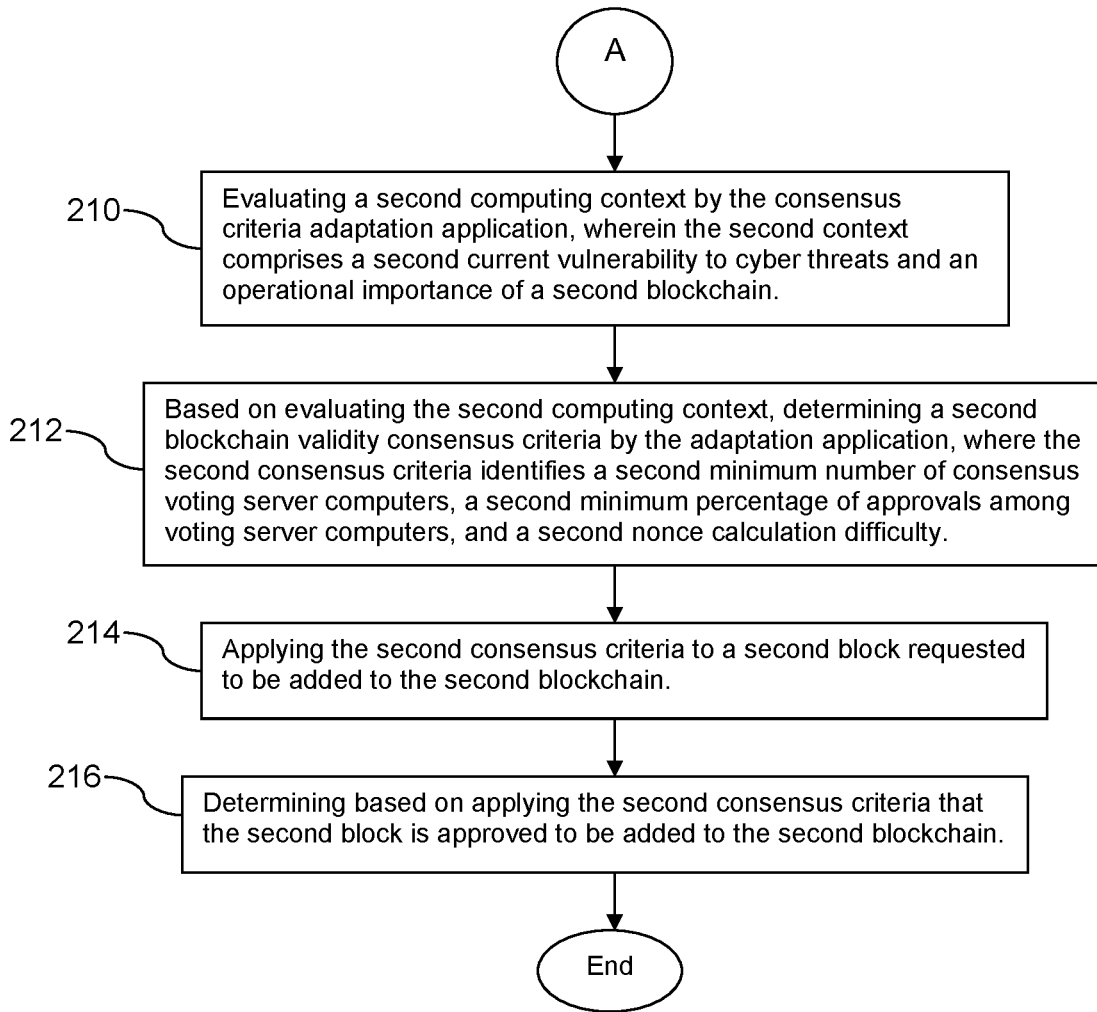 A
210
Evaluating a second computing context by the consensus
criteria adaptation application, wherein the second context
comprises a second current vulnerability to cyber threats and an
operational importance of a second blockchain.
212
Based on evaluating the second computing context, determining a second
blockchain validity consensus criteria by the adaptation application, where the
second consensus criteria identifies a second minimum number of consensus
voting server computers, a second minimum percentage of approvals among
voting server computers, and a second nonce calculation difficulty.
214
Applying the second consensus criteria to a second block requested
to be added to the second blockchain.
216
Determining based on applying the second consensus criteria that
the second block is approved to be added to the second blockchain.
End